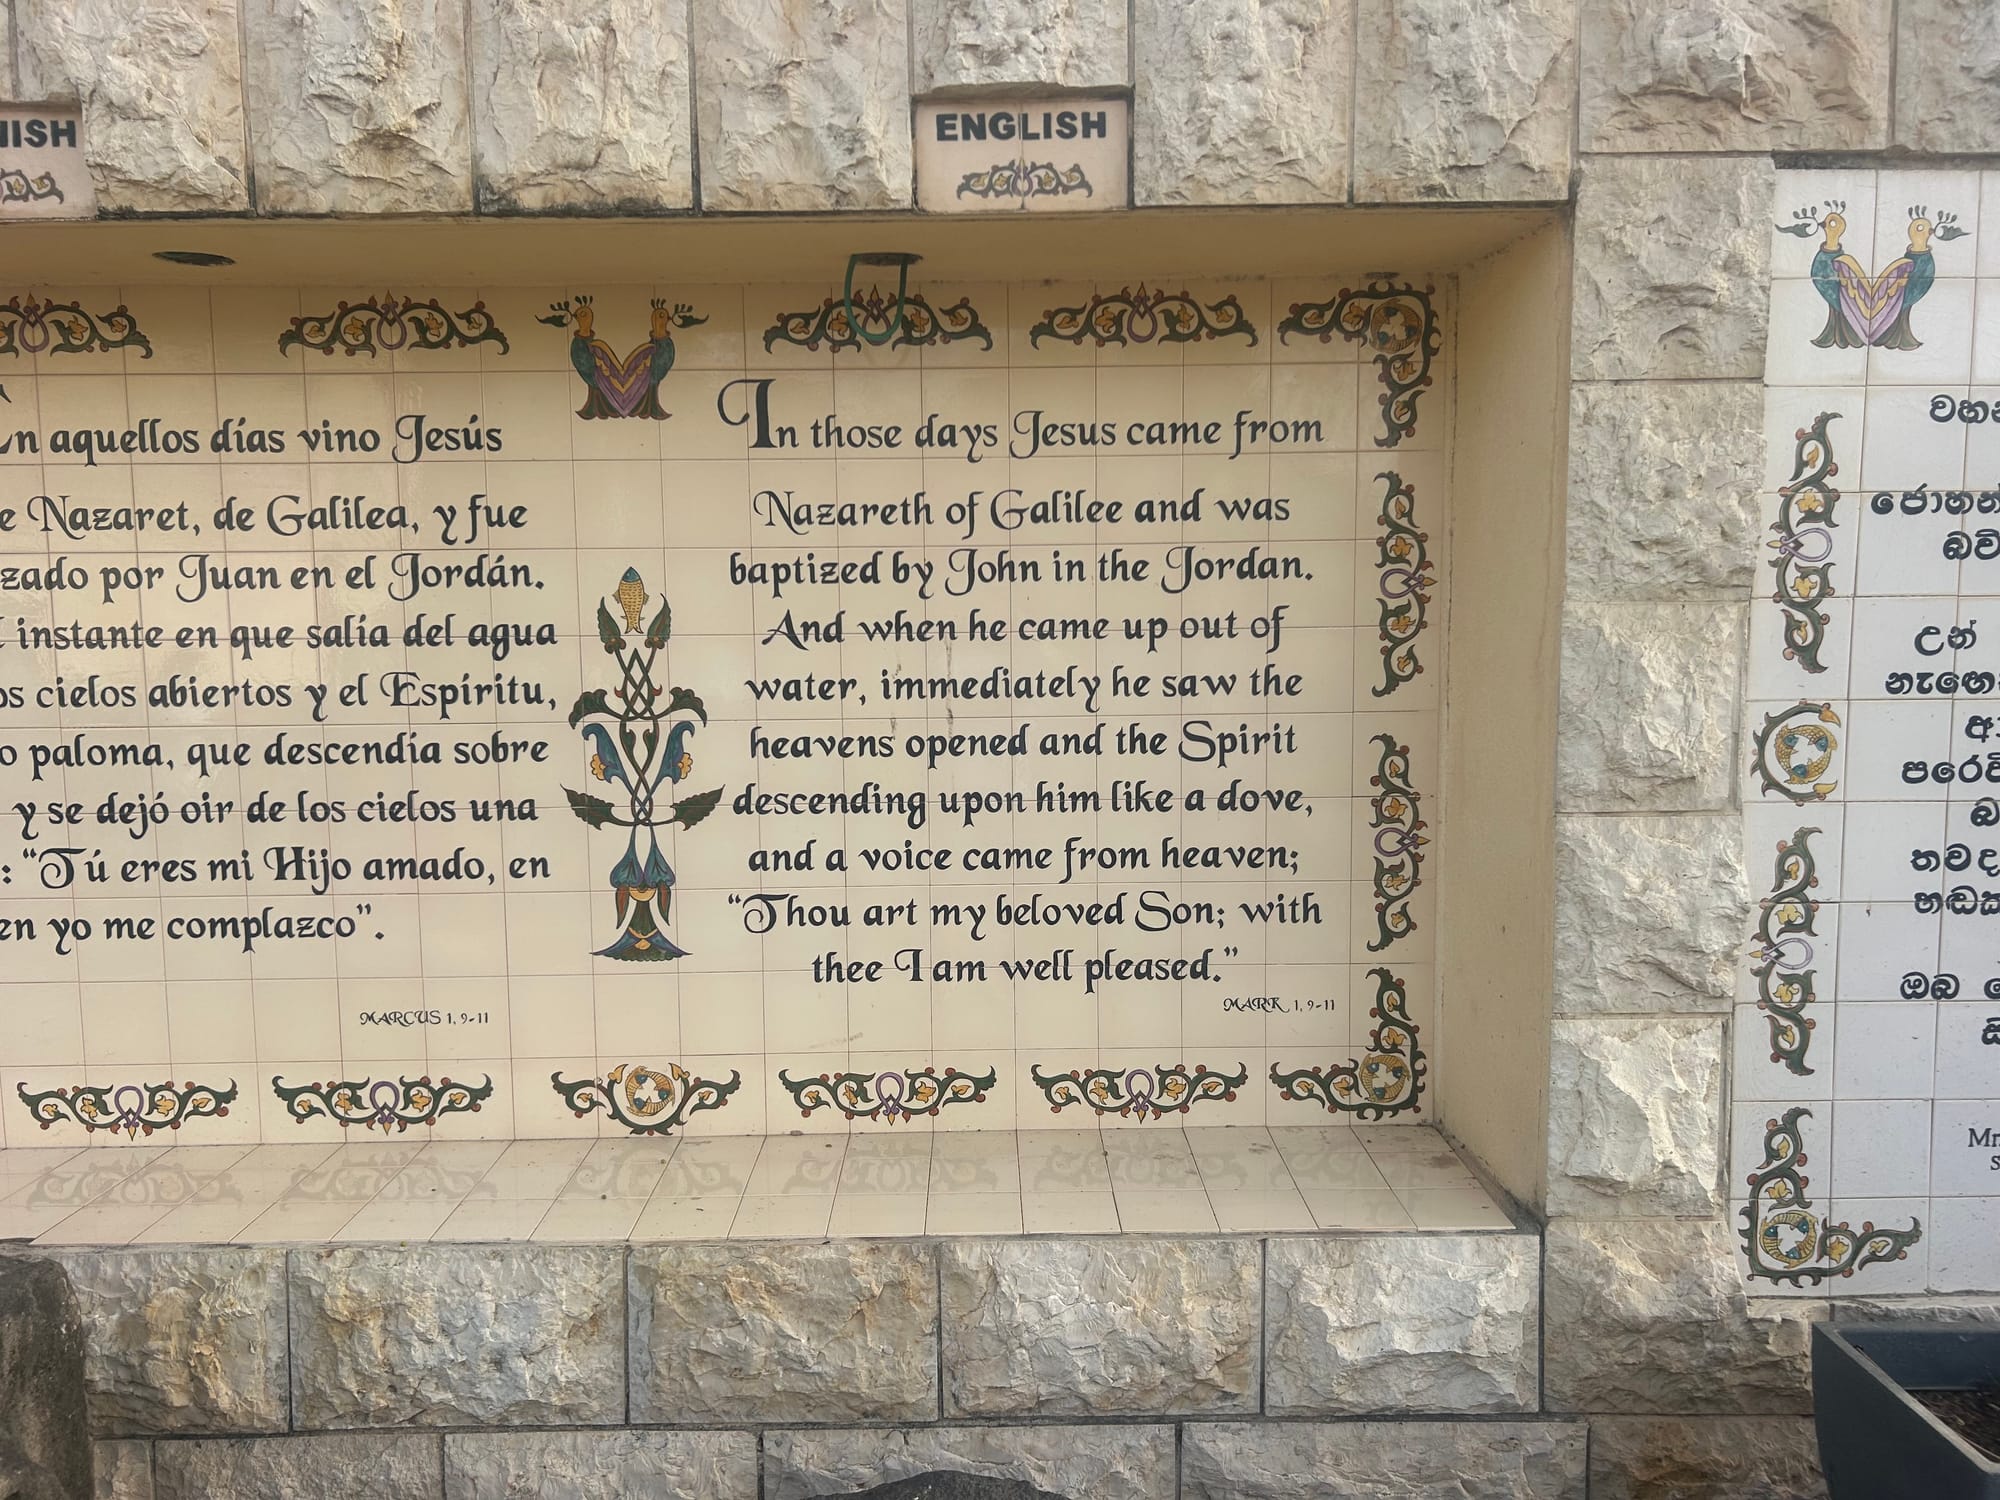 ENGLISH
n aquellos días vino Jesús
Nazaret, de Galilea, y fue
por Juan en el Jordán.
instante en que salía del agua
cielos abiertos y el Espíritu,
paloma, que descendía sobre
y se dejó oir de los cielos una
: “Tú eres mi Hijo amado, en
yo me complazco”.
MARCUS 1, 9-11
In those days Jesus came from
Nazareth of Galilee and was
baptized by John in the Jordan.
And when he came up out of
water, immediately he saw the
heavens opened and the Spirit
descending upon him like a dove,
and a voice came from heaven;
“Thou art my beloved Son; with
thee I am well pleased.”
MARK 1, 9-11
උන්
ඔබ